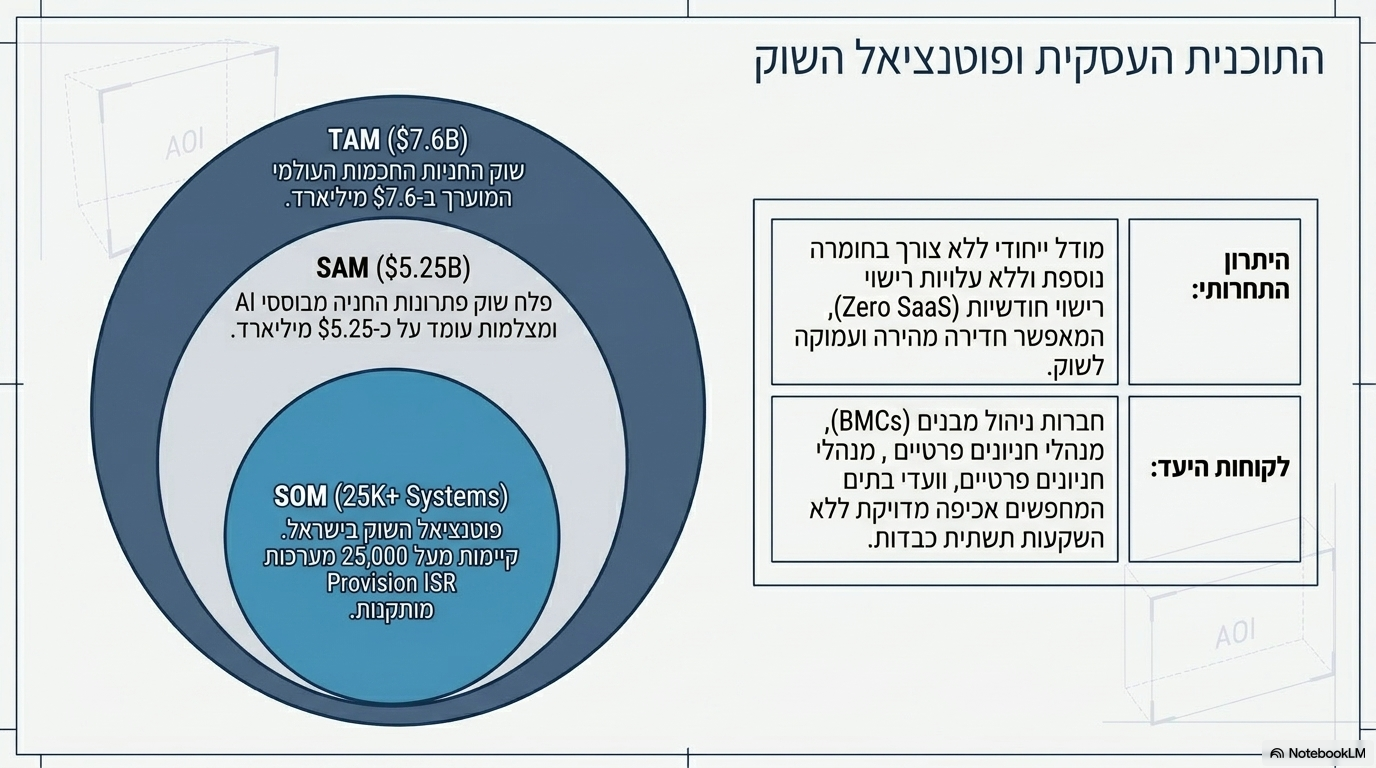 התוכנית העסקית ופוטנציאל השוק
היתרון
התחרותי:
מודל ייחודי ללא צורך בחומרה
נוספת וללא עלויות רישוי
רישוי חודשיות (Zero SaaS),
המאפשר חדירה מהירה ועמוקה
לשוק.
לקוחות היעד:
חברות ניהול מבנים (BMCs),
מנהלי חניונים פרטיים , מנהלי
חניונים פרטיים, וועדי בתים
המחפשים אכיפה מדויקת ללא
השקעות תשתית כבדות.
TAM ($7.6B)
שוק החניות החכמות העולמי
המוערך ב-7.6$ מיליארד.
SAM ($5.25B)
פלח שוק פתרונות החניה מבוססי AI
ומצלמות עומד על כ-5.25$ מיליארד.
SOM (25K+ Systems)
פוטנציאל השוק בישראל.
קיימות מעל 25,000 מערכות
Provision ISR
מותקנות.
AOI
AOI
NotebookLM